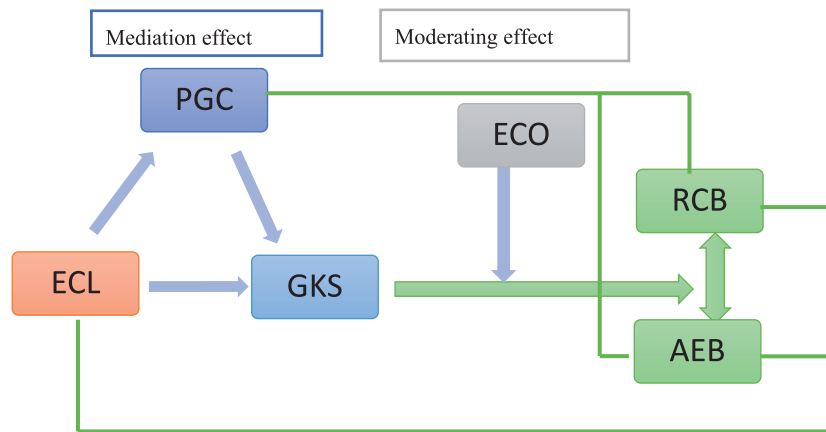 Mediation effect
Moderating effect
PGC
ECO
RCB
ECL
GKS
AEB